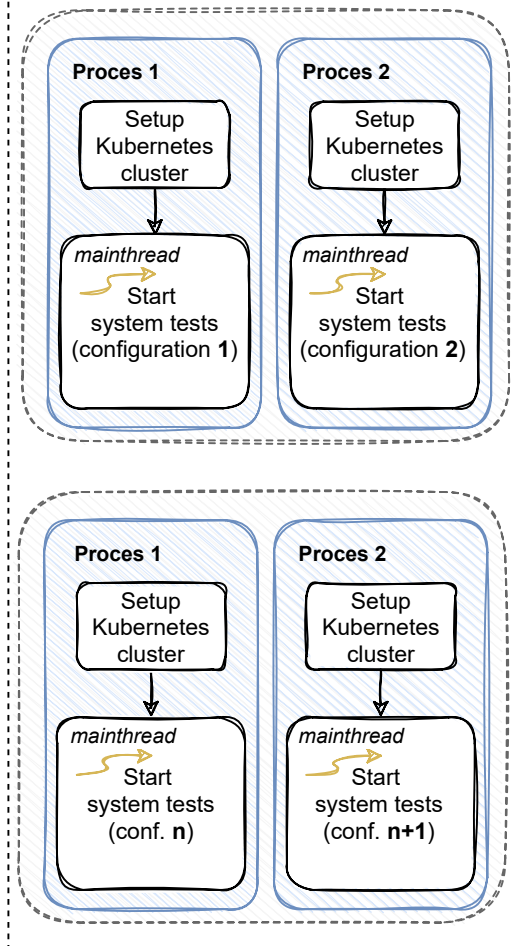 Proces 1
Setup
Kubernetes
cluster
mainthread
Start
system tests
(configuration 1)
Proces 2
Setup
Kubernetes
cluster
mainthread
Start
system tests
(configuration 2)
Proces 1
Setup
Kubernetes
cluster
mainthread
Start
system tests
(conf. n)
Proces 2
Setup
Kubernetes
cluster
mainthread
Start
system tests
(conf. n+1)